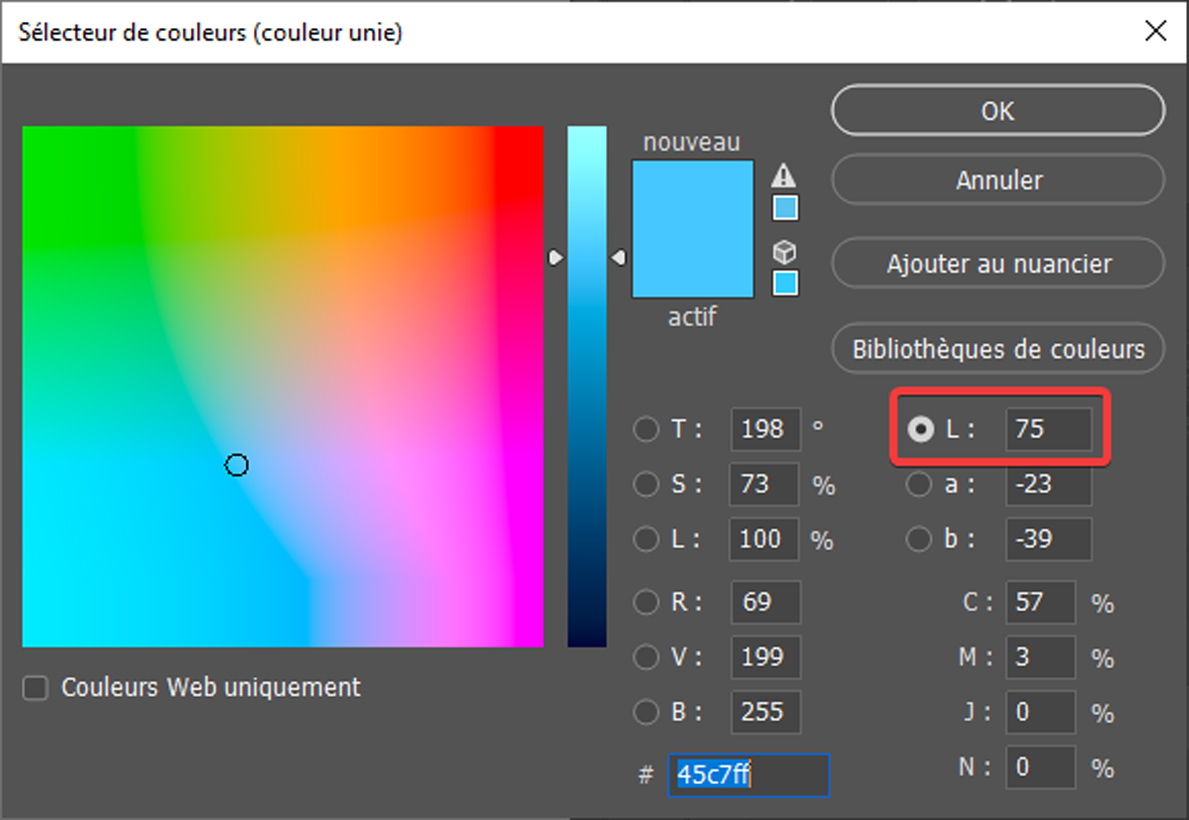 Sélecteur de couleurs (couleur unie)
nouveau
actif
OK
Annuler
Ajouter au nuancier
Bibliothèques de couleurs
T : 198 °
S : 73 %
L : 100 %
R : 69
V : 199
B : 255
# 45c7ff
L : 75
a : -23
b : -39
C : 57 %
M : 3 %
J : 0 %
N : 0 %
Couleurs Web uniquement